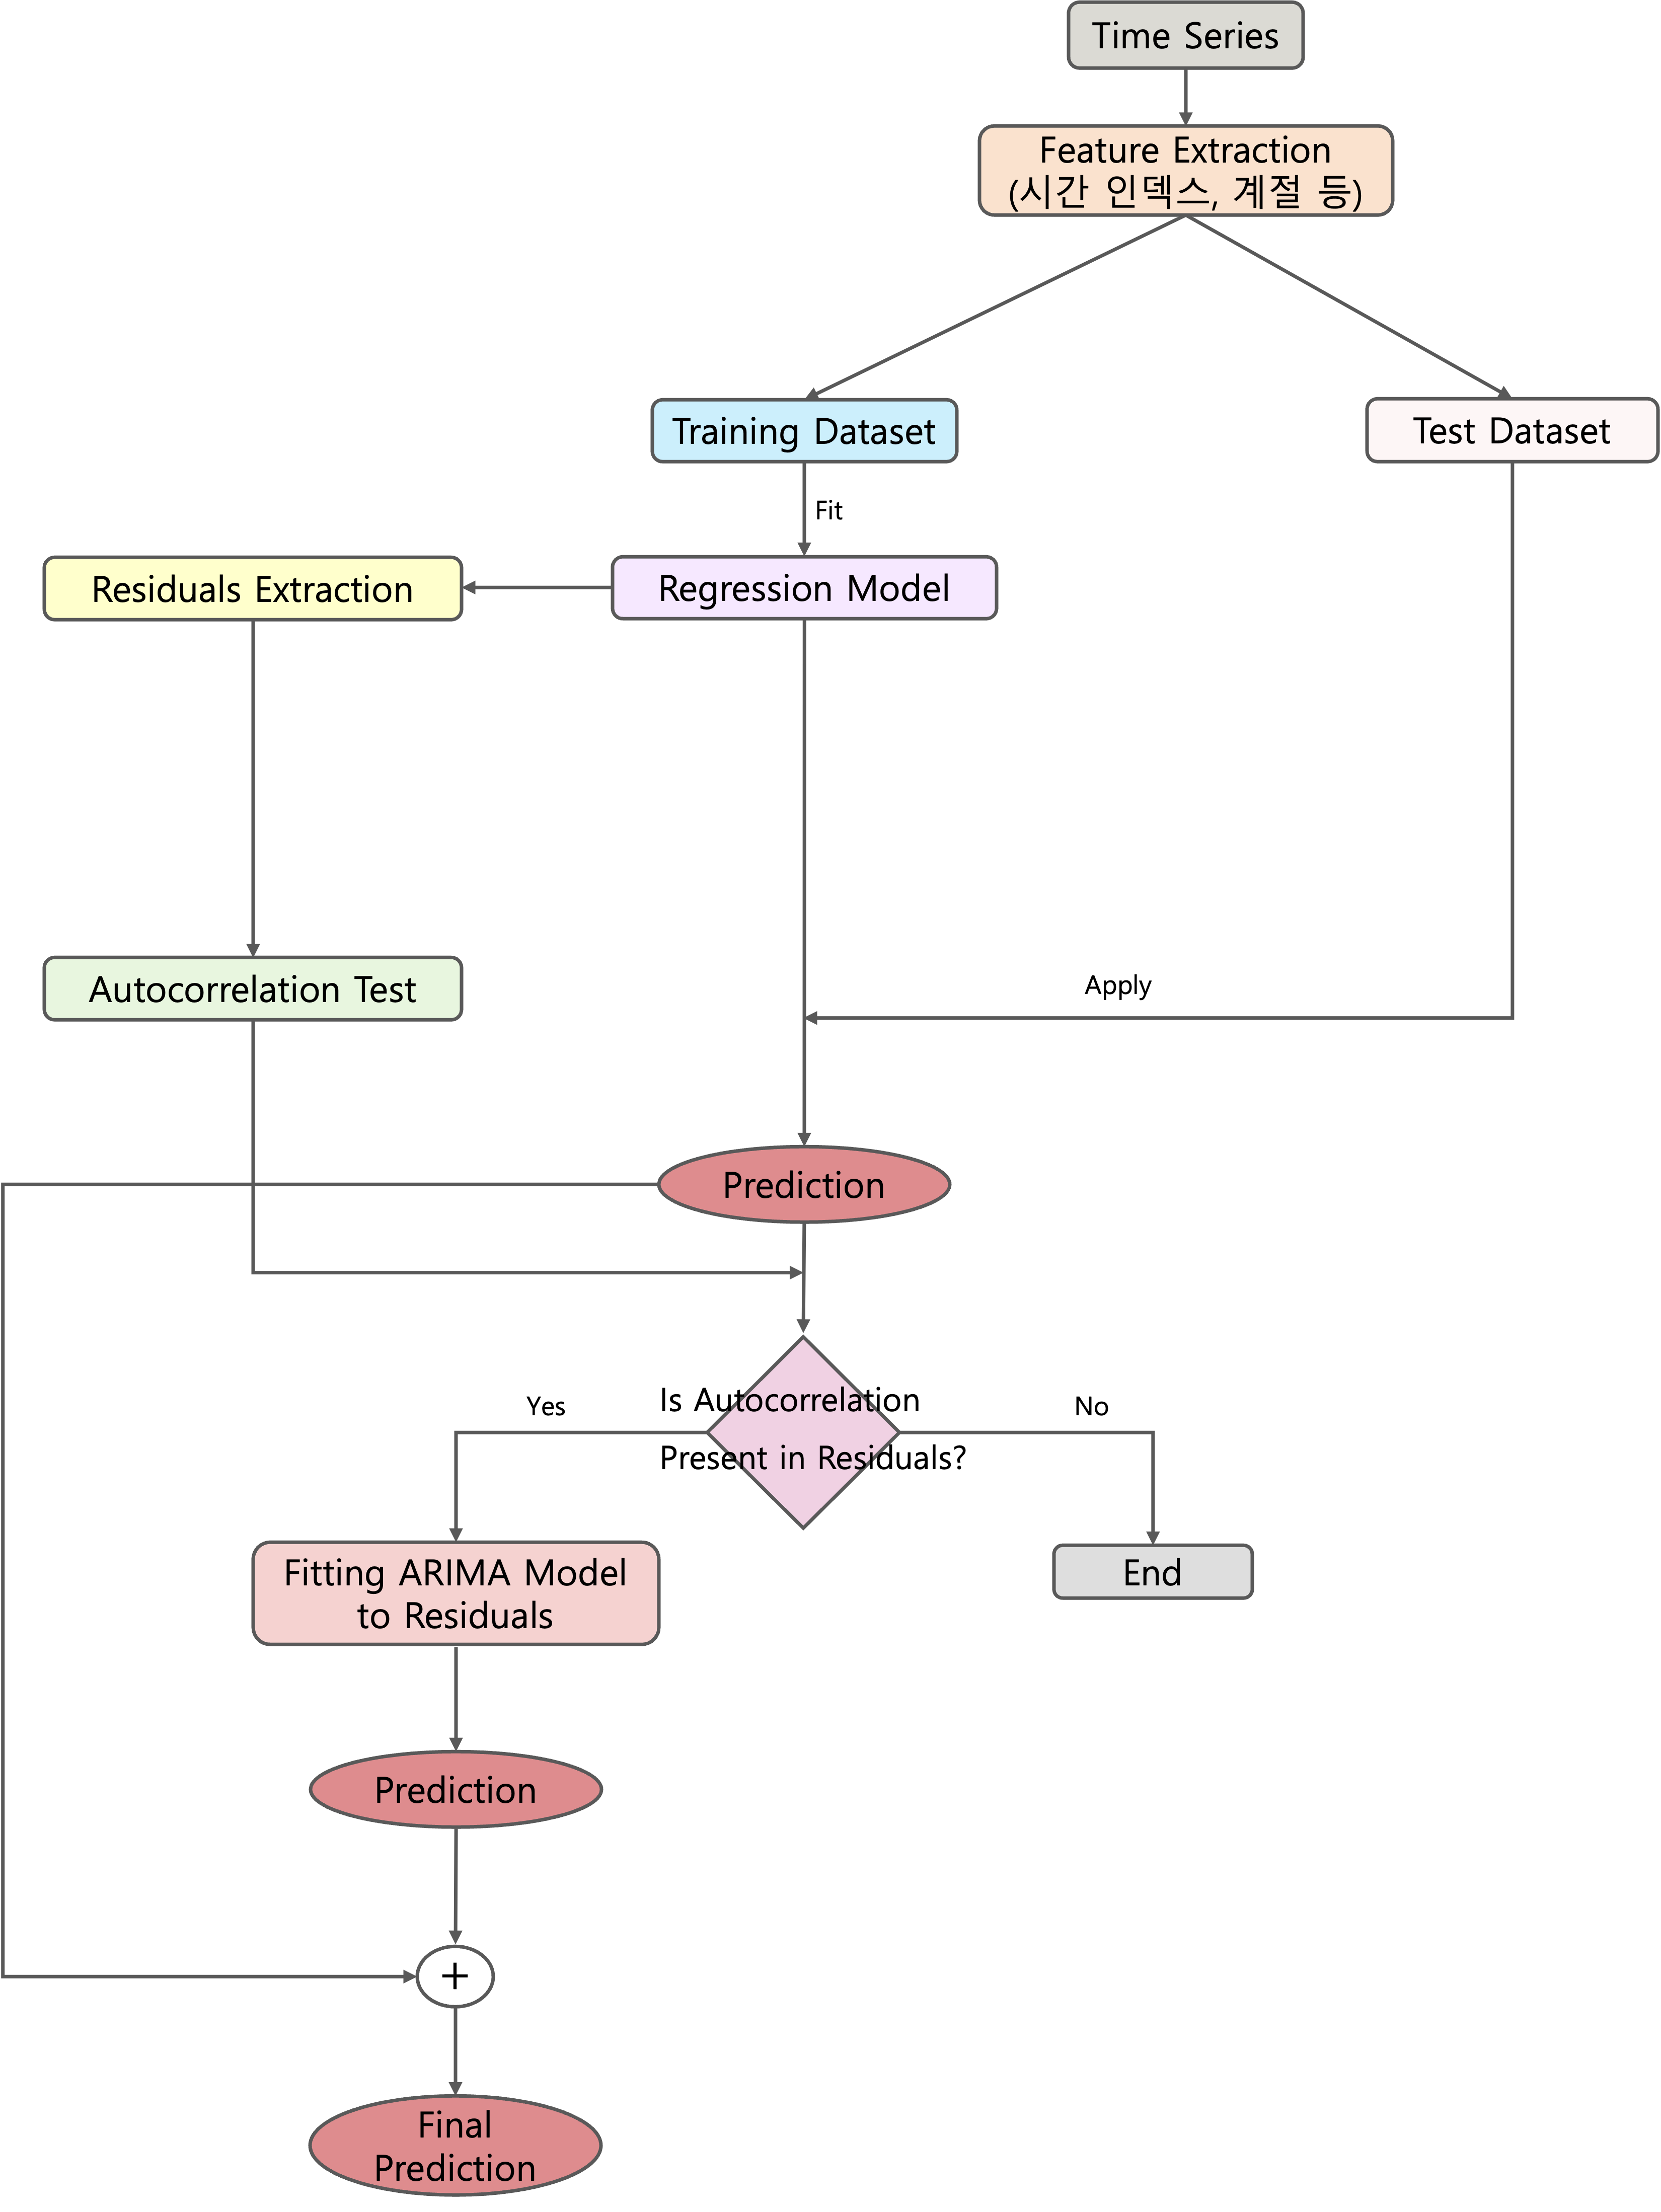 Time Series
Feature Extraction
(시간 인덱스, 계절 등)
Training Dataset
Test Dataset
Fit
Residuals Extraction
Regression Model
Autocorrelation Test
Apply
Prediction
Is Autocorrelation
Present in Residuals?
Yes
No
Fitting ARIMA Model
to Residuals
End
Prediction
+
Final
Prediction